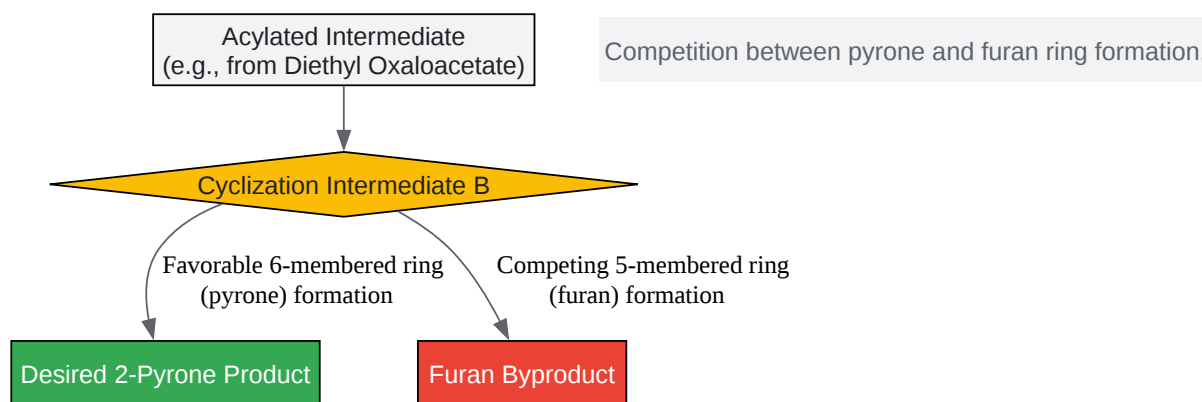 Acylated Intermediate
(e.g., from Diethyl Oxaloacetate)
Competition between pyrone and furan ring formation
Cyclization Intermediate B
Favorable 6-membered ring
(pyrone) formation
Competing 5-membered ring
(furan) formation
Desired 2-Pyrone Product
Furan Byproduct